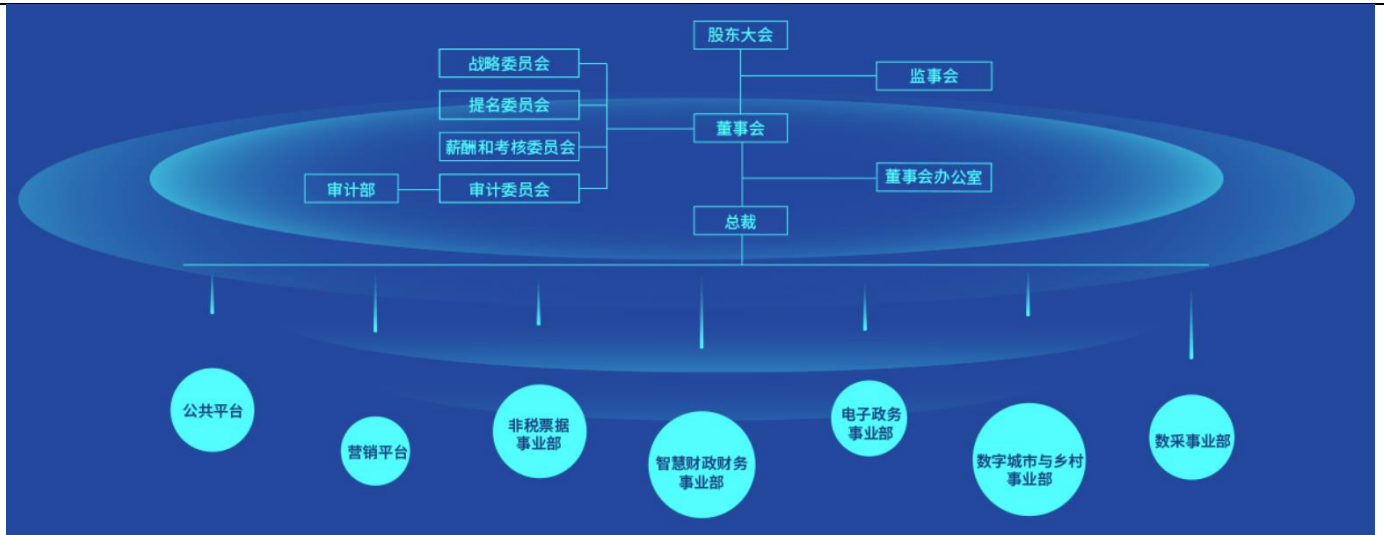 股东大会
战略委员会
监事会
提名委员会
董事会
薪酬和考核委员会
审计部
审计委员会
董事会办公室
总裁
公共平台
营销平台
非税票据
事业部
智慧财政财务
事业部
电子政务
事业部
数字城市与乡村
事业部
数采事业部